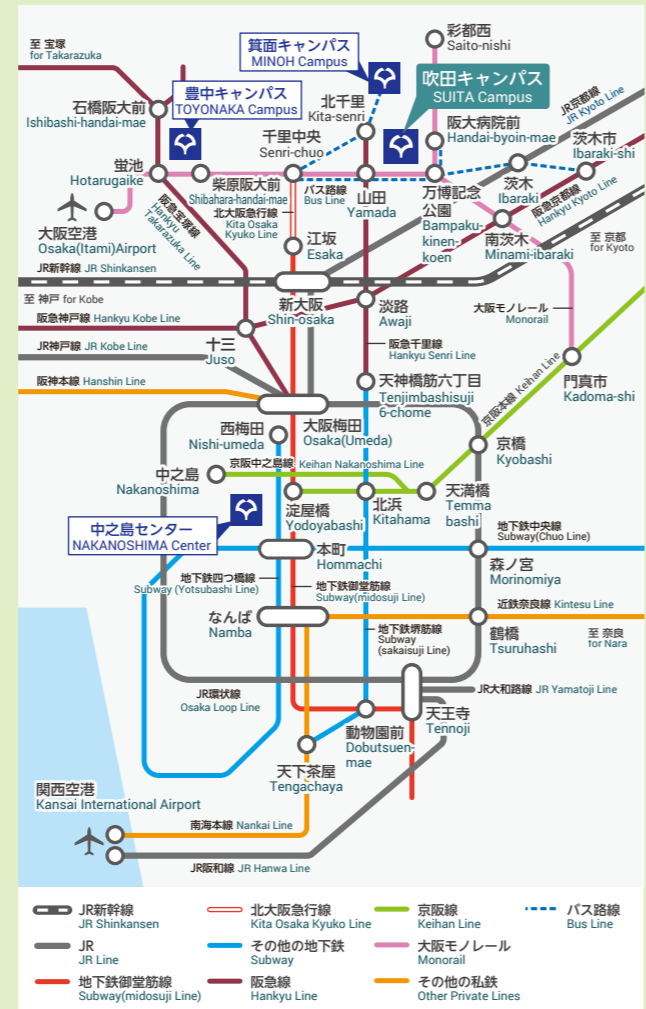 至 宝塚
for Takarazuka
箕面キャンパス
MINOH Campus
彩都西
Saito-nishi
豊中キャンパス
TOYONAKA Campus
吹田キャンパス
SUITA Campus
石橋阪大前
Ishibashi-handai-mae
北千里
Kita-senri
JR京都線
JR Kyoto Line
千里中央
Senri-chuo
阪大病院前
Handai-byoin-mae
茨木市
Ibaraki-shi
蛍池
Hotarugaike
柴原阪大前
Shibahara-handai-mae
バス路線
Bus Line
山田
Yamada
万博記念
公園
Bampaku-
kinen-
koen
茨木
Ibaraki
阪急京都線
Hankyu Kyoto Line
大阪空港
Osaka(Itami)Airport
阪急宝塚線
Hankyu
Takarazuka Line
北大阪急行線
Kita Osaka
Kyuko Line
江坂
Esaka
南茨木
Minami-ibaraki
至 京都
for Kyoto
JR新幹線 JR Shinkansen
至 神戸 for Kobe
新大阪
Shin-osaka
淡路
Awaji
大阪モノレール
Monorail
阪急神戸線 Hankyu Kobe Line
十三
Juso
JR神戸線 JR Kobe Line
阪急千里線
Hankyu Senri Line
門真市
Kadoma-shi
阪神本線 Hanshin Line
天神橋筋六丁目
Tenjimbashisuji
6-chome
京阪本線 Keihan Line
西梅田
Nishi-umeda
大阪梅田
Osaka(Umeda)
京橋
Kyobashi
中之島
Nakanoshima
京阪中之島線 Keihan Nakanoshima Line
淀屋橋
Yodoyabashi
北浜
Kitahama
天満橋
Temma
bashi
中之島センター
NAKANOSHIMA Center
地下鉄中央線
Subway(Chuo Line)
本町
Hommachi
森ノ宮
Morinomiya
地下鉄四つ橋線
Subway (Yotsubashi Line)
地下鉄御堂筋線
Subway(midosuji Line)
なんば
Namba
近鉄奈良線 Kintesu Line
地下鉄堺筋線
Subway
(sakaisuji Line)
鶴橋
Tsuruhashi
至 奈良
for Nara
JR環状線
Osaka Loop Line
JR大和路線 JR Yamatoji Line
天王寺
Tennoji
動物園前
Dobutsuen-
mae
天下茶屋
Tengachaya
関西空港
Kansai International Airport
南海本線 Nankai Line
JR阪和線 JR Hanwa Line
JR新幹線
JR Shinkansen
北大阪急行線
Kita Osaka Kyuko Line
京阪線
Keihan Line
バス路線
Bus Line
JR
JR Line
その他の地下鉄
Subway
大阪モノレール
Monorail
地下鉄御堂筋線
Subway(midosuji Line)
阪急線
Hankyu Line
その他の私鉄
Other Private Lines